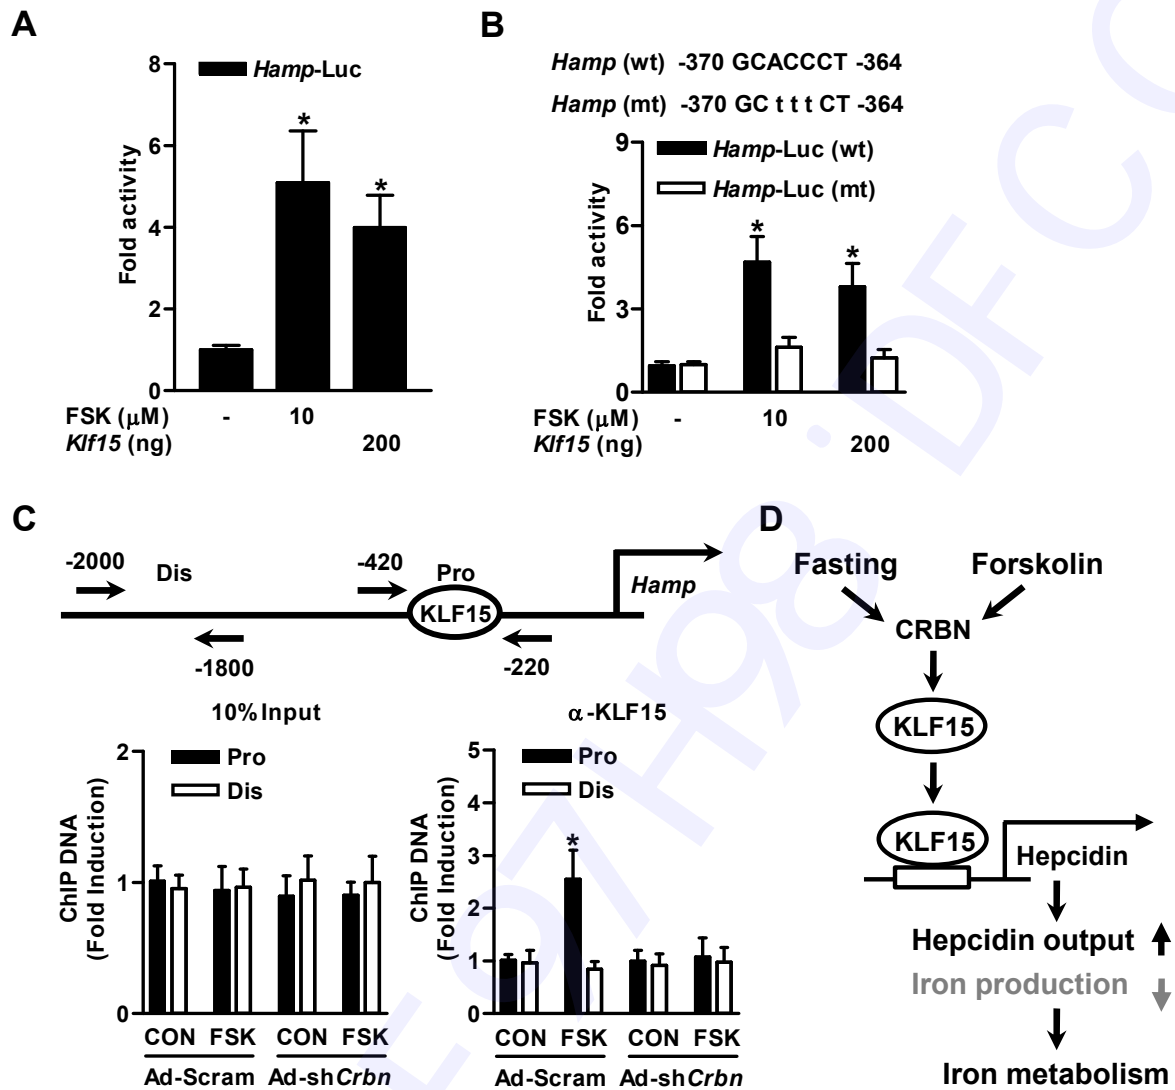 A
8
6
4
2
0
Fold activity
Hamp-Luc
*
*
FSK (μM) - 10
Klf15 (ng) 200
B
Hamp (wt) -370 GCACCCT -364
Hamp (mt) -370 GC t t t CT -364
9
6
3
0
Fold activity
Hamp-Luc (wt)
Hamp-Luc (mt)
*
*
FSK (μM) - 10
Klf15 (ng) 200
C
-2000 Dis -420 Pro
KLF15
Hamp
-1800 -220
10% Input
2
1
0
ChIP DNA
(Fold Induction)
Pro
Dis
CON FSK CON FSK
Ad-Scram Ad-shCrbn
α-KLF15
5
4
3
2
1
0
ChIP DNA
(Fold Induction)
Pro
Dis
*
CON FSK CON FSK
Ad-Scram Ad-shCrbn
D
Fasting Forskolin
CRBN
KLF15
KLF15
Hepcidin
Hepcidin output
Iron production
Iron metabolism